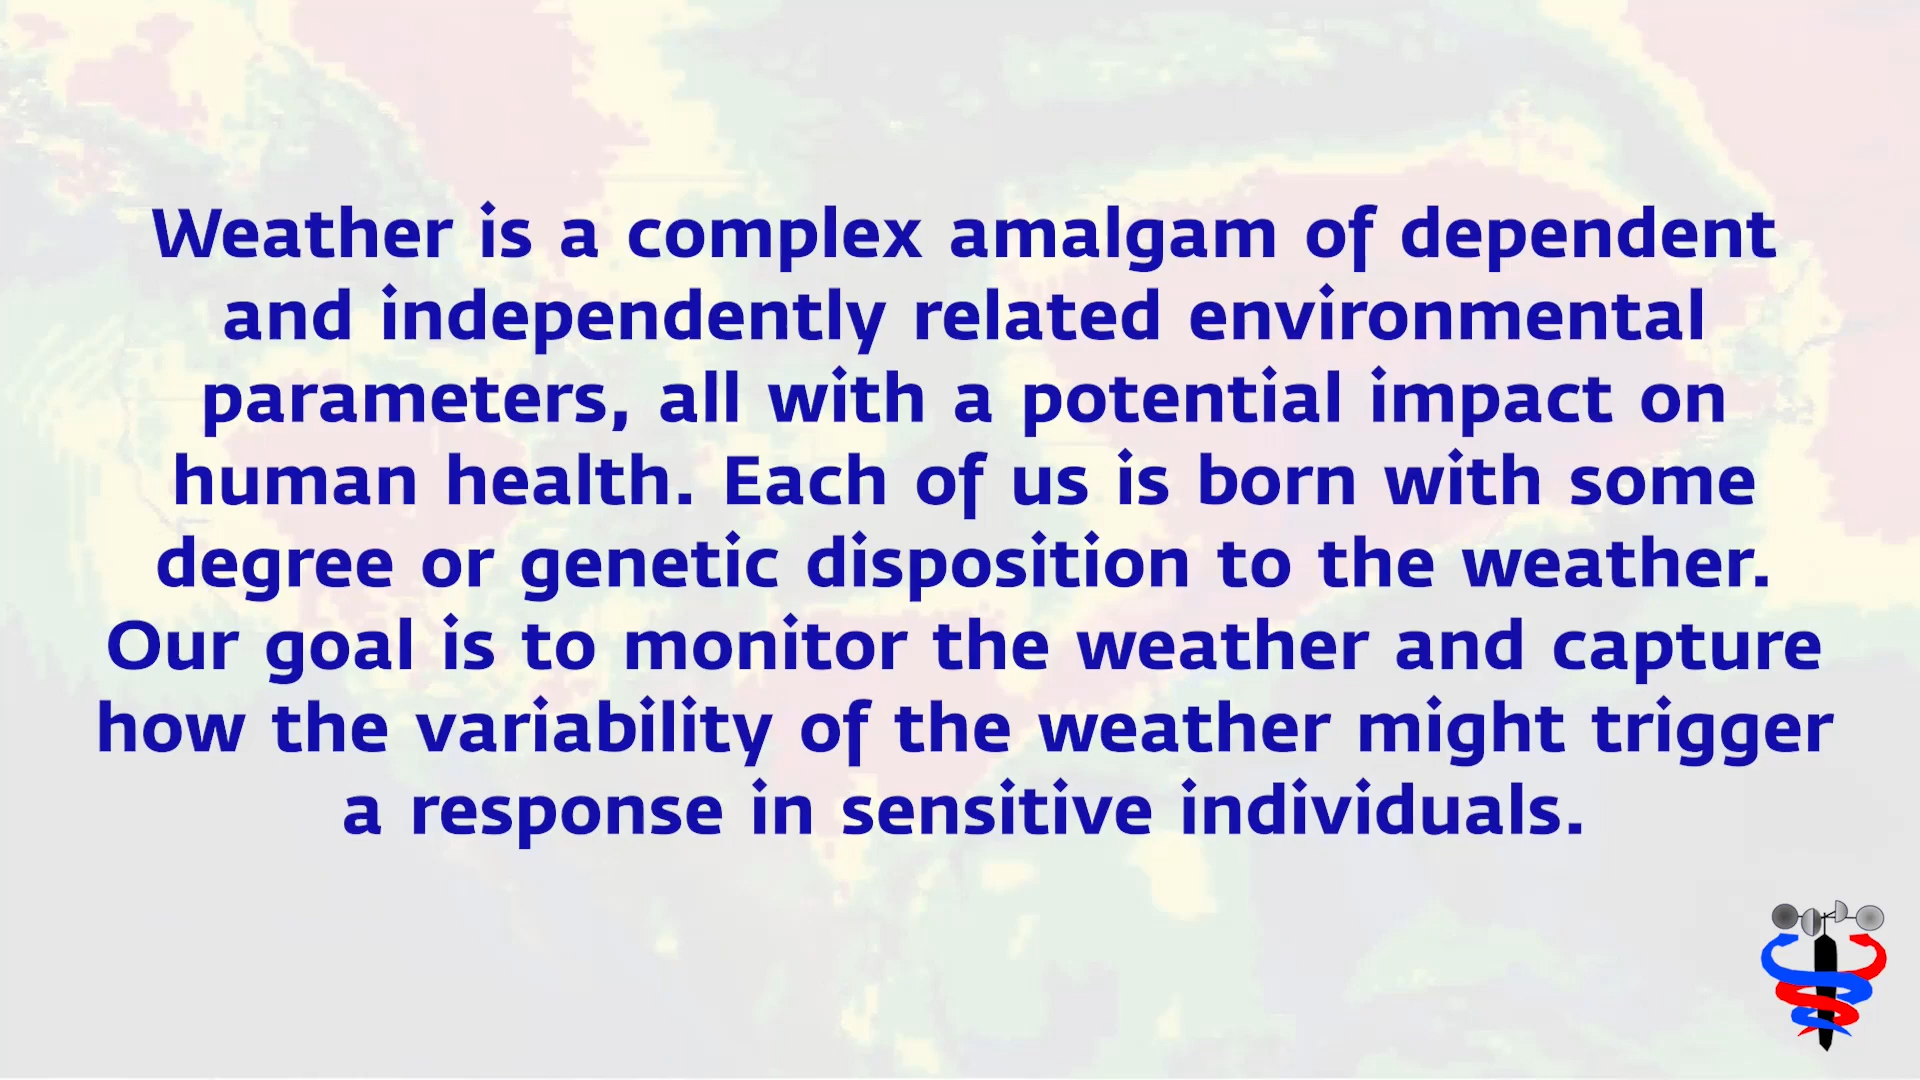 Weather is a complex amalgam of dependent
and independently related environmental
parameters, all with a potential impact on
human health. Each of us is born with some
degree or genetic disposition to the weather.
Our goal is to monitor the weather and capture
how the variability of the weather might trigger
a response in sensitive individuals.